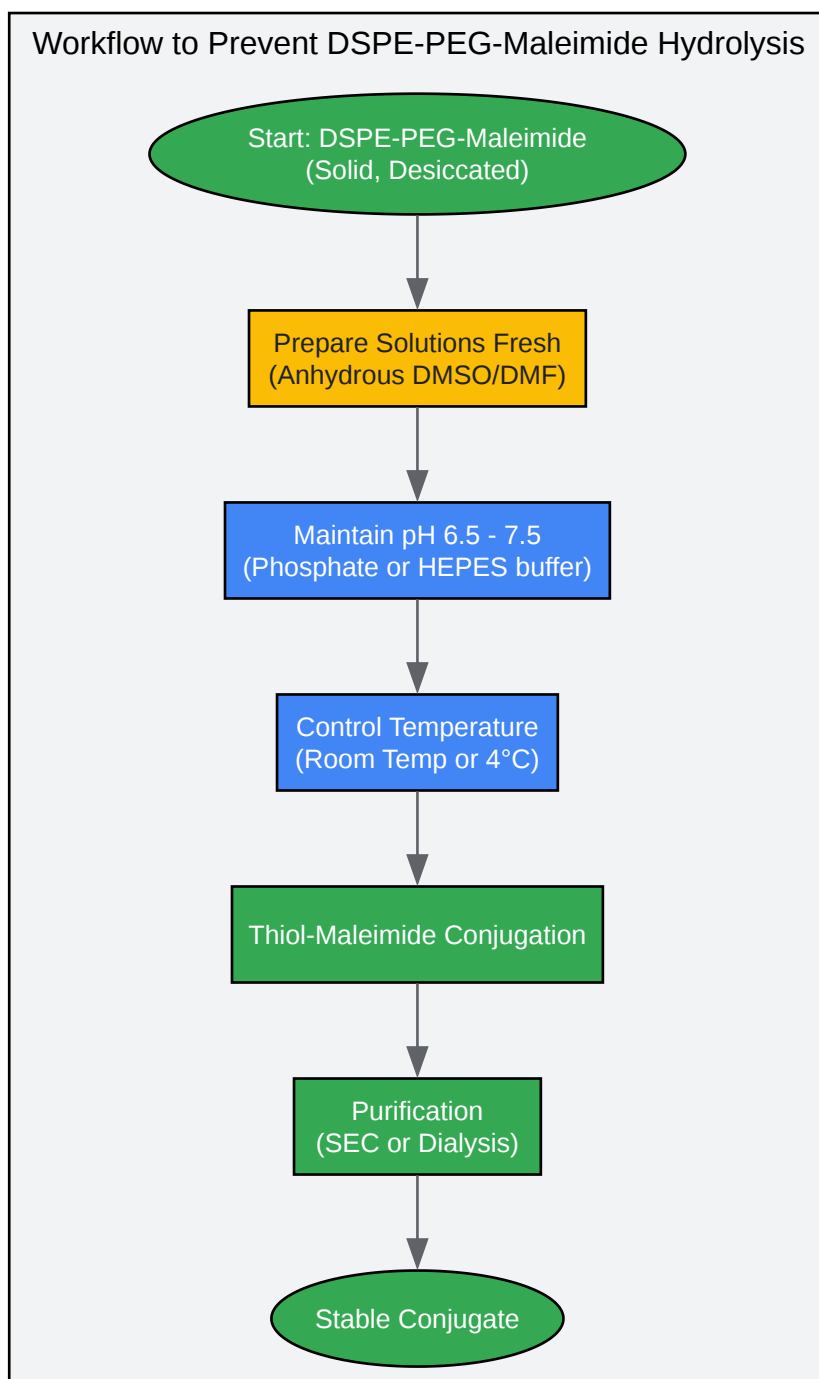 Workflow to Prevent DSPE-PEG-Maleimide Hydrolysis
Start: DSPE-PEG-Maleimide
(Solid, Desiccated)
Prepare Solutions Fresh
(Anhydrous DMSO/DMF)
Maintain pH 6.5 - 7.5
(Phosphate or HEPES buffer)
Control Temperature
(Room Temp or 4°C)
Thiol-Maleimide Conjugation
Purification
(SEC or Dialysis)
Stable Conjugate